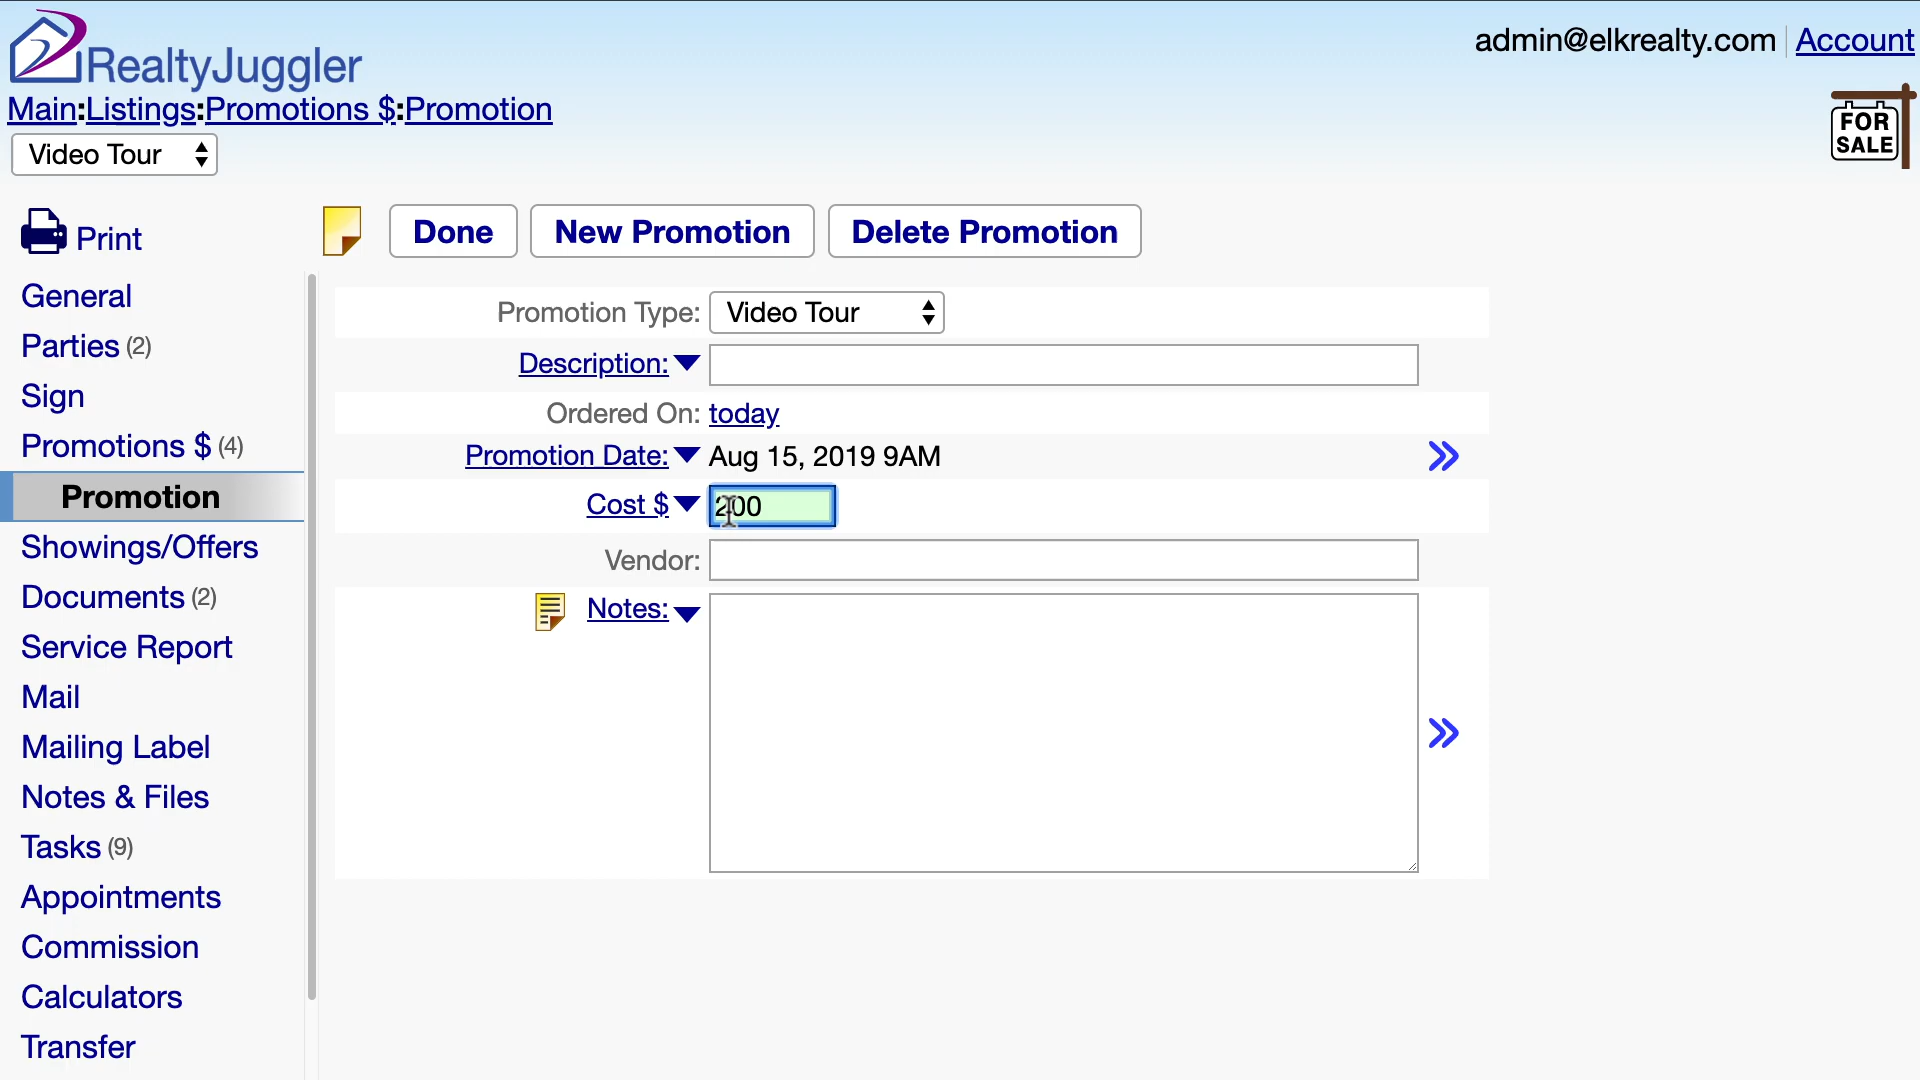 RealtyJuggler
admin@elkrealty.com Account
Main:Listings:Promotions $:Promotion
FOR
SALE
Video Tour
Print
Done New Promotion Delete Promotion
General
Parties (2)
Sign
Promotions $ (4)
Promotion
Showings/Offers
Documents (2)
Service Report
Mail
Mailing Label
Notes & Files
Tasks (9)
Appointments
Commission
Calculators
Transfer
Promotion Type: Video Tour
Description:
Ordered On: today
Promotion Date: Aug 15, 2019 9AM
Cost $ 200
Vendor:
Notes: